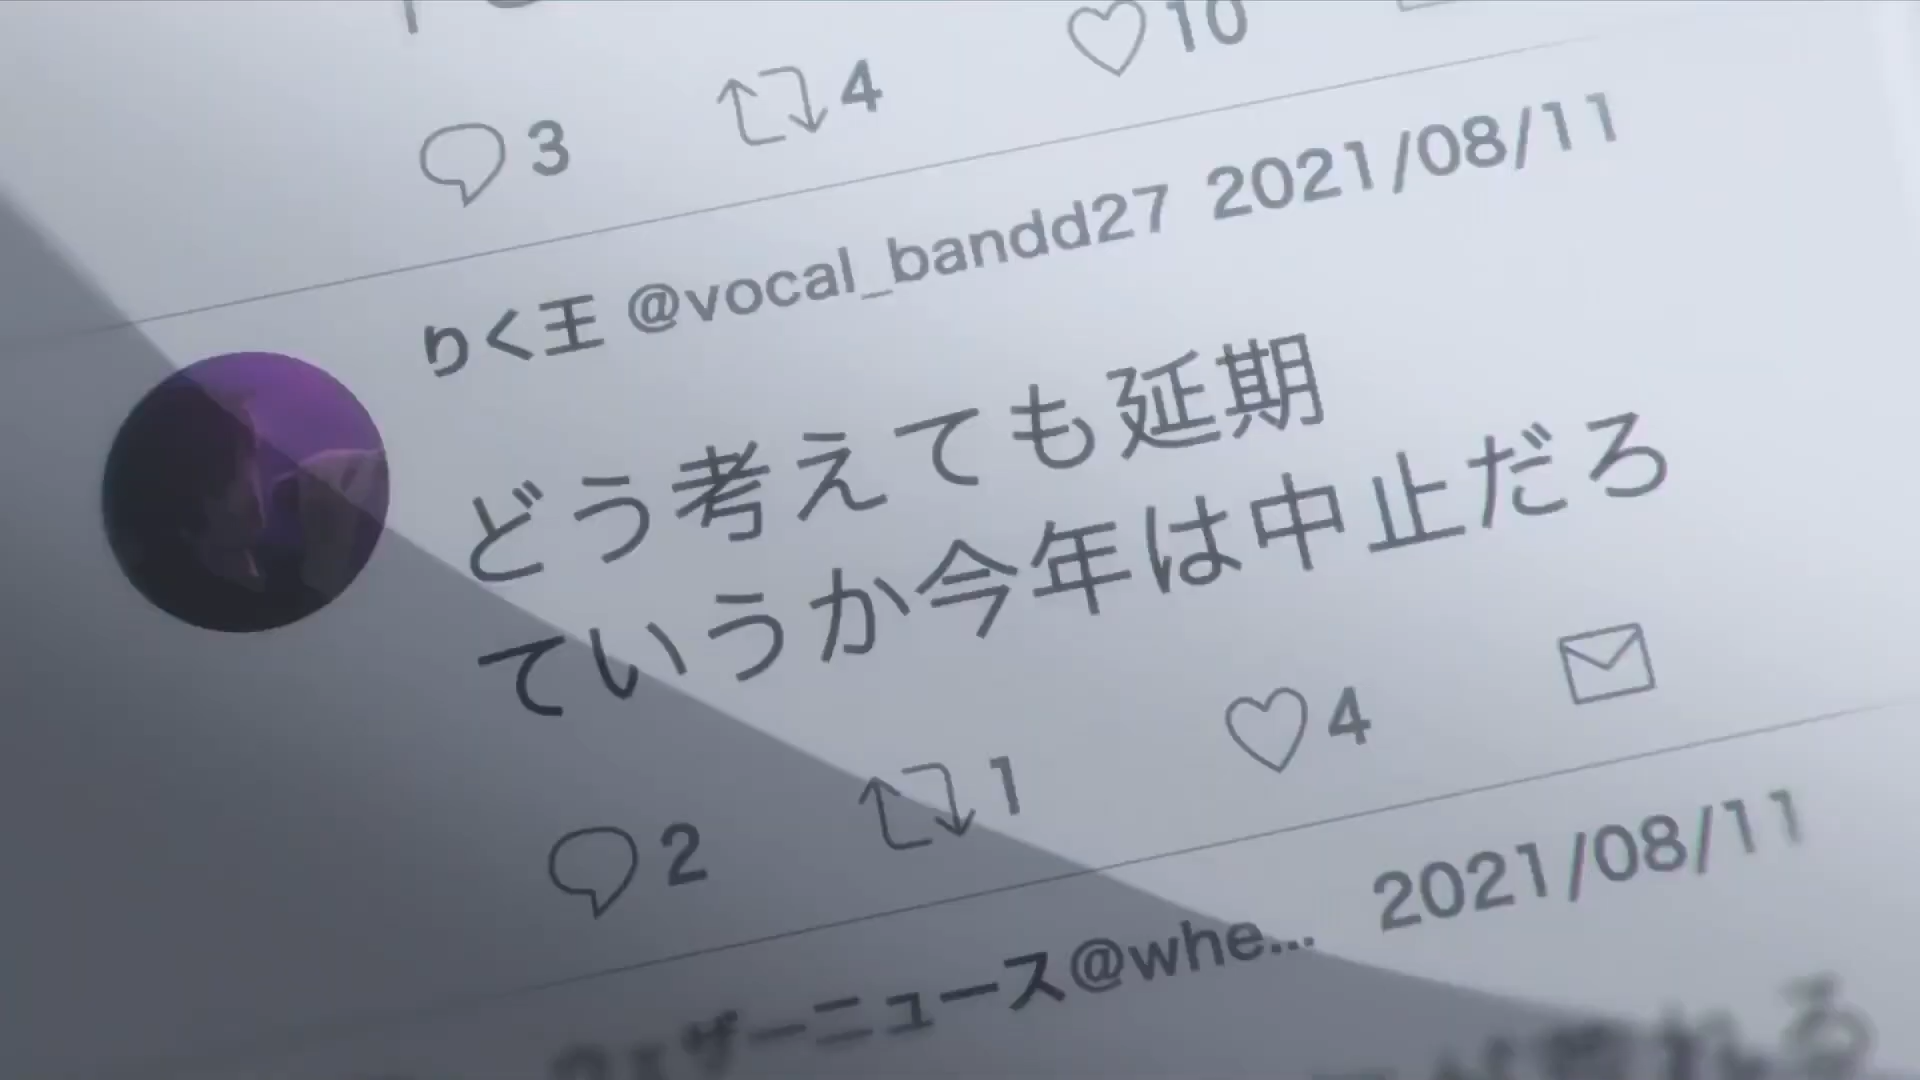 10
3 4
りく王 @vocal_bandd27 2021/08/11
どう考えても延期
ていうか今年は中止だろ
2 1 4
ウェザーニュース@whe... 2021/08/11